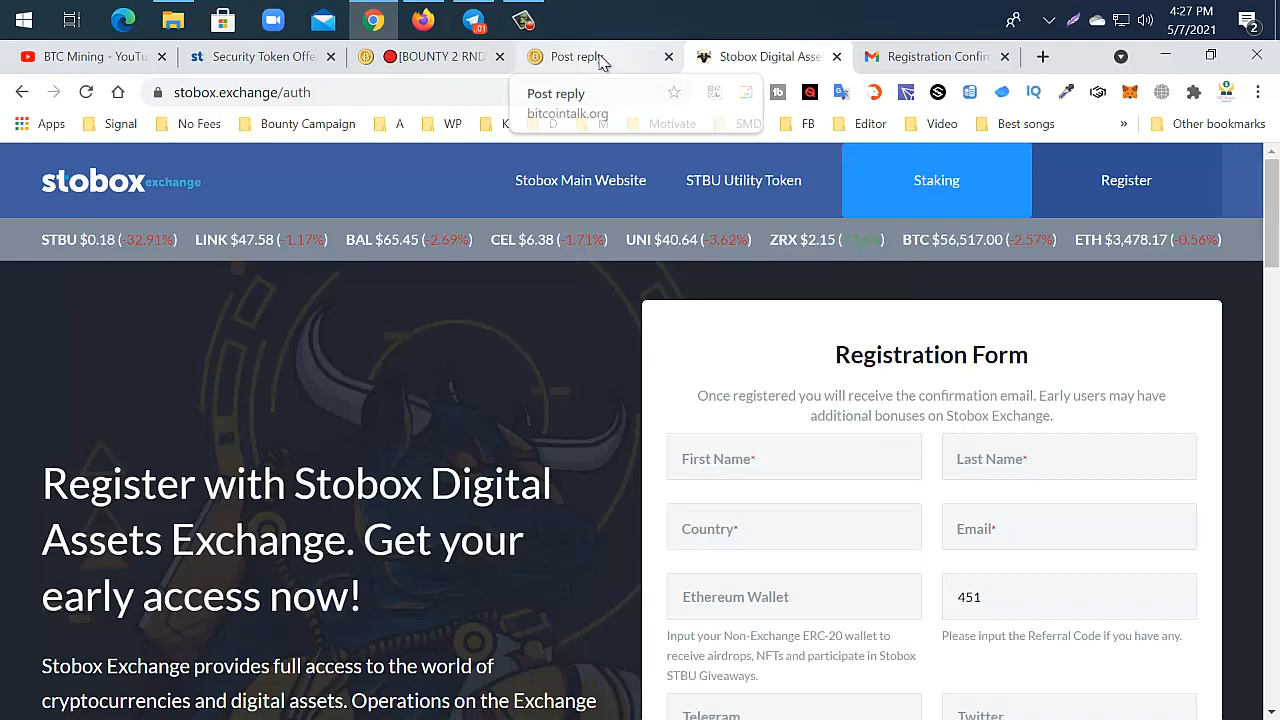 4:27 PM
5/7/2021
.01
2
BTC Mining - YouTu
Security Token Offe
[BOUNTY 2 RND
Post reply
Stobox Digital Asse
Registration Confirm
stobox.exchange/auth
Post reply
bitcointalk.org
Apps
Signal
No Fees
Bounty Campaign
A
WP
K
D
M
Motivate
SMD
FB
Editor
Video
Best songs
»
Other bookmarks
stobox exchange
Stobox Main Website
STBU Utility Token
Staking
Register
STBU $0.18 (-32.91%) LINK $47.58 (-1.17%) BAL $65.45 (-2.69%) CEL $6.38 (-1.71%) UNI $40.64 (-3.62%) ZRX $2.15 ( %) BTC $56,517.00 (-2.57%) ETH $3,478.17 (-0.56%)
Register with Stobox Digital
Assets Exchange. Get your
early access now!
Stobox Exchange provides full access to the world of
cryptocurrencies and digital assets. Operations on the Exchange
Registration Form
Once registered you will receive the confirmation email. Early users may have
additional bonuses on Stobox Exchange.
First Name*
Last Name*
Country*
Email*
Ethereum Wallet
451
Input your Non-Exchange ERC-20 wallet to
receive airdrops, NFTs and participate in Stobox
STBU Giveaways.
Please input the Referral Code if you have any.
Telegram
Twitter